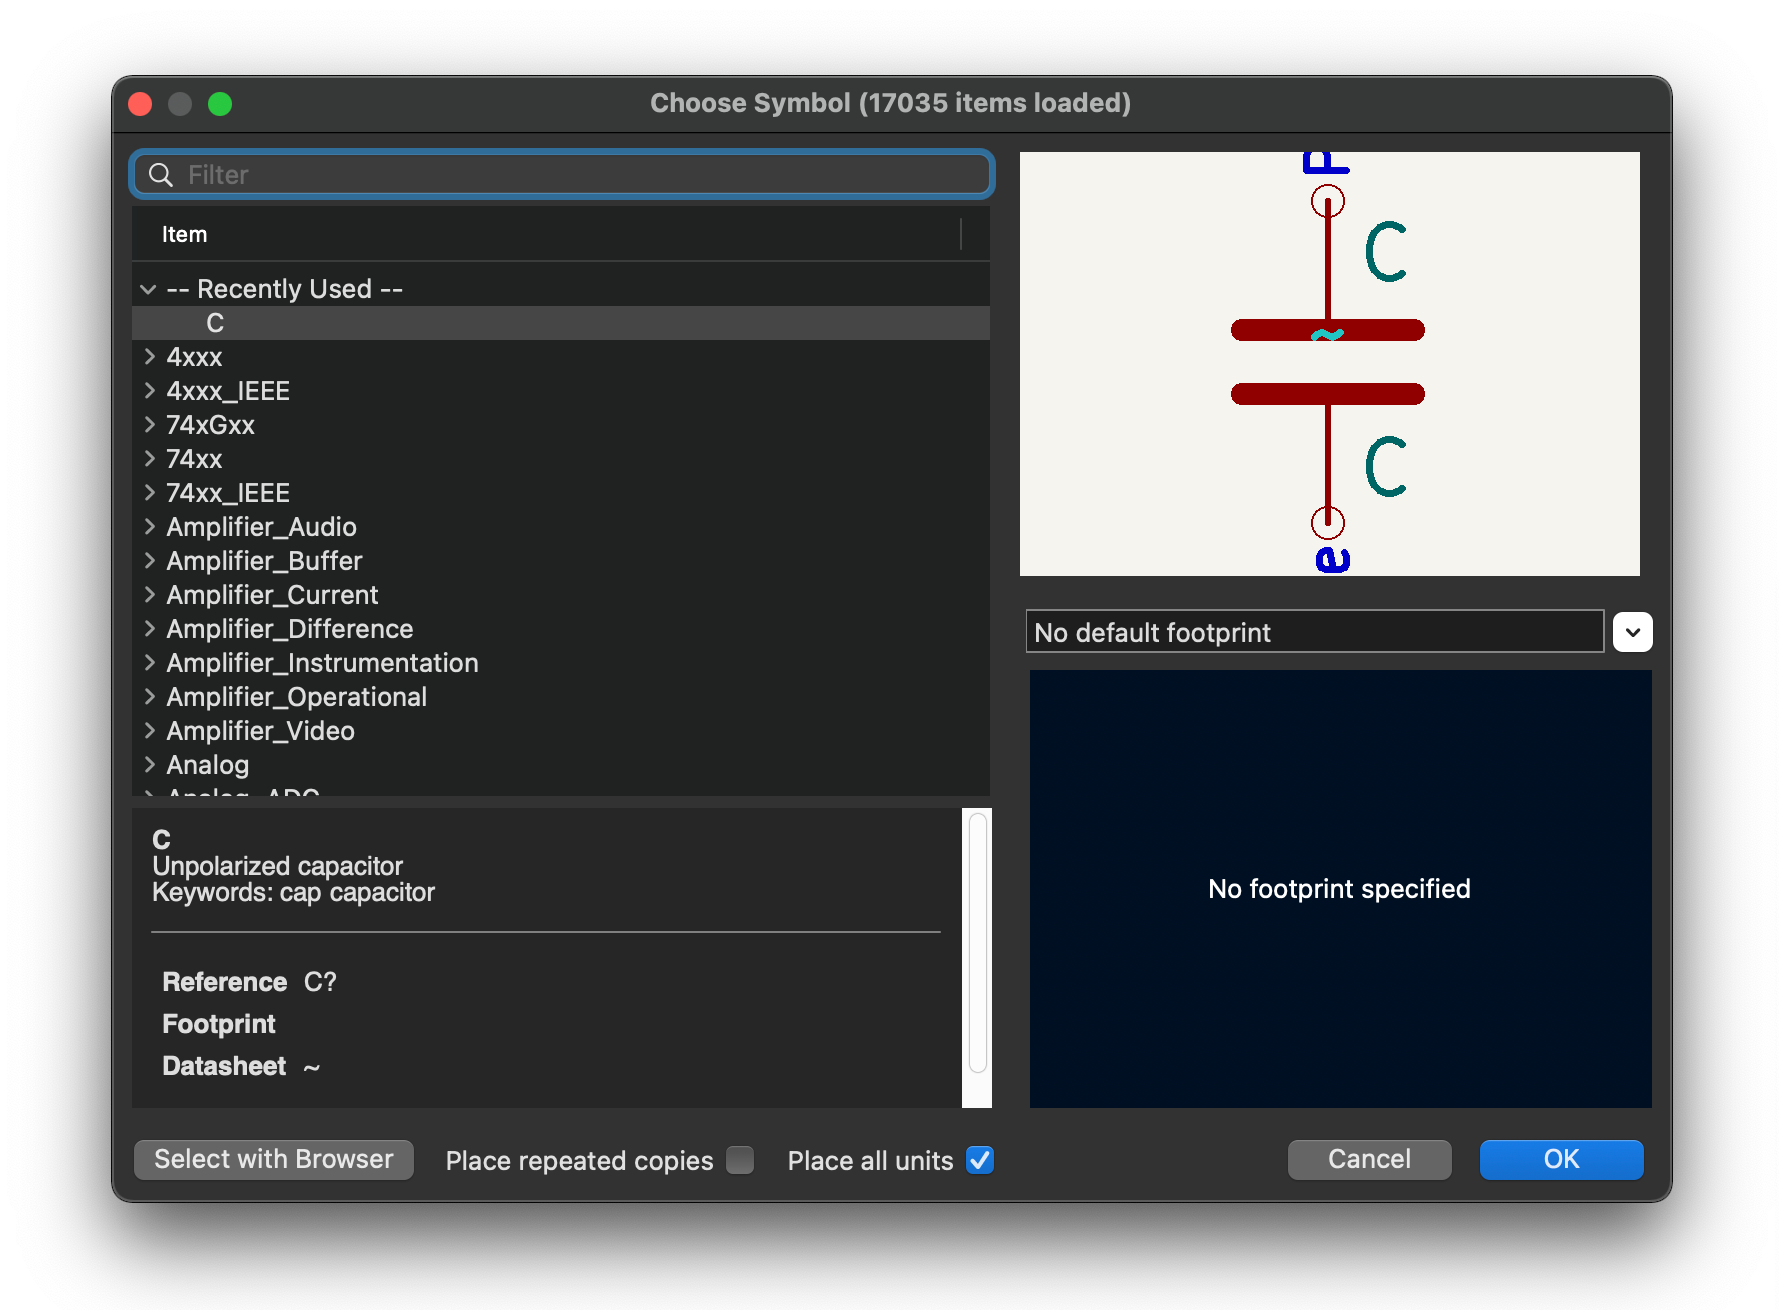 Choose Symbol (17035 items loaded)
Filter
Item
-- Recently Used --
C
4xxx
4xxx_IEEE
74xGxx
74xx
74xx_IEEE
Amplifier_Audio
Amplifier_Buffer
Amplifier_Current
Amplifier_Difference
Amplifier_Instrumentation
Amplifier_Operational
Amplifier_Video
Analog
Analog_ADC
C
Unpolarized capacitor
Keywords: cap capacitor
Reference C?
Footprint
Datasheet ~
C
~
C
e
No default footprint
No footprint specified
Select with Browser
Place repeated copies
Place all units
Cancel
OK